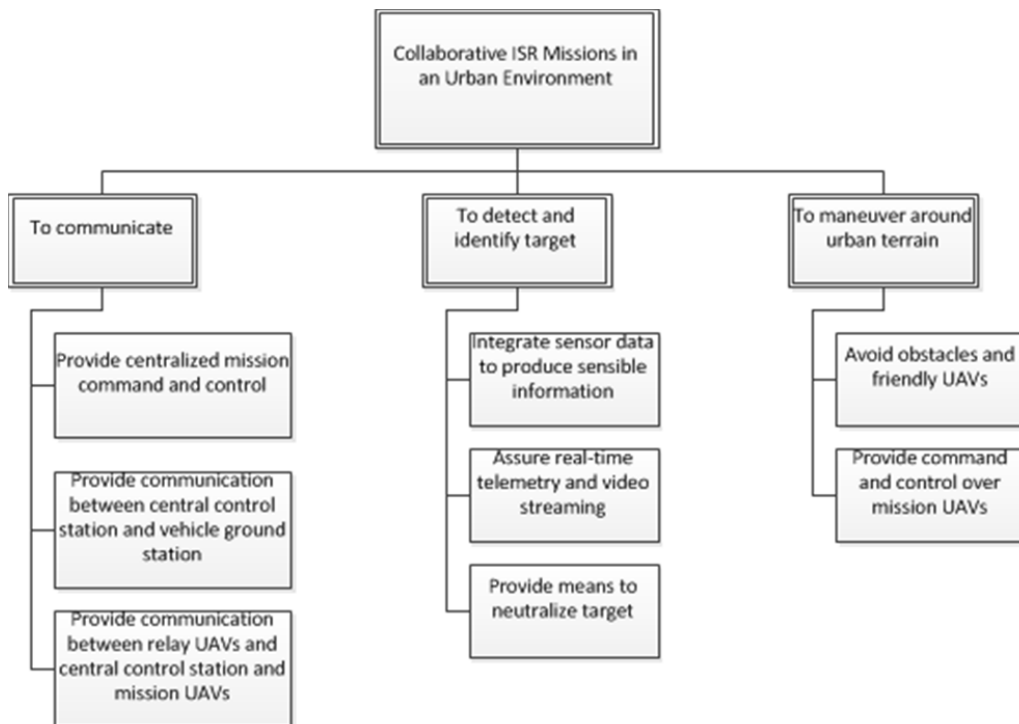 Collaborative ISR Missions in
an Urban Environment
To communicate
Provide centralized mission
command and control
Provide communication
between central control
station and vehicle ground
station
Provide communication
between relay UAVs and
central control station and
mission UAVs
To detect and
identify target
Integrate sensor data
to produce sensible
information
Assure real-time
telemetry and video
streaming
Provide means to
neutralize target
To maneuver around
urban terrain
Avoid obstacles and
friendly UAVs
Provide command
and control over
mission UAVs